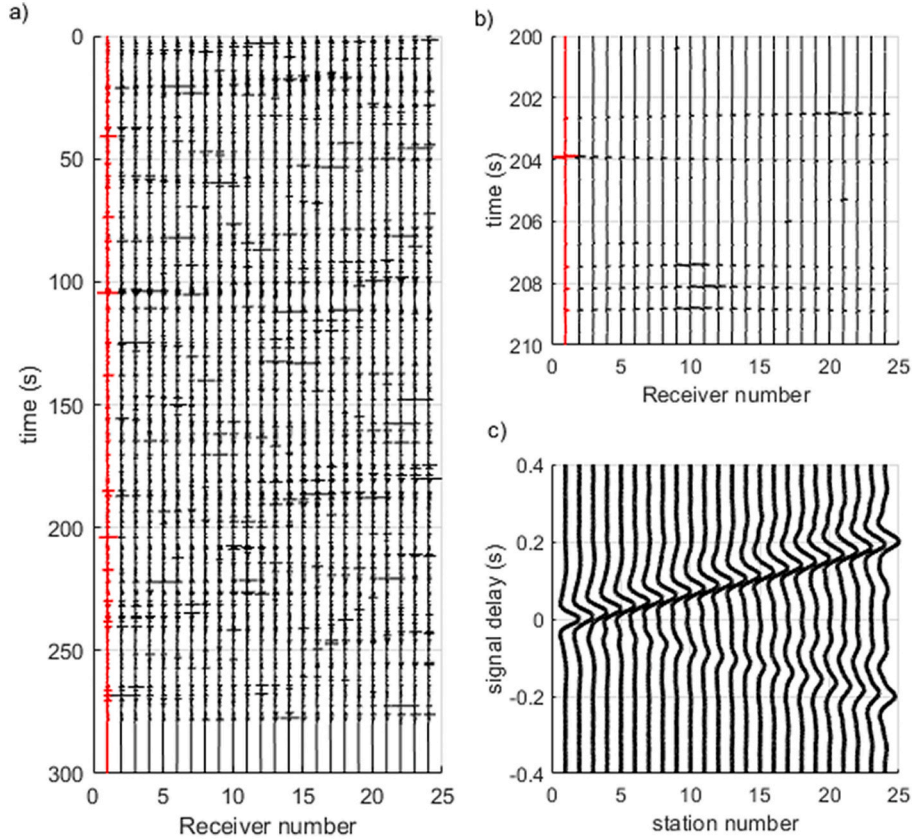 a)
0
50
100
150
200
250
300
time (s)
0 5 10 15 20 25
Receiver number
b)
200
202
204
206
208
210
time (s)
0 5 10 15 20 25
Receiver number
c)
0.4
0.2
0
-0.2
-0.4
signal delay (s)
0 5 10 15 20 25
station number